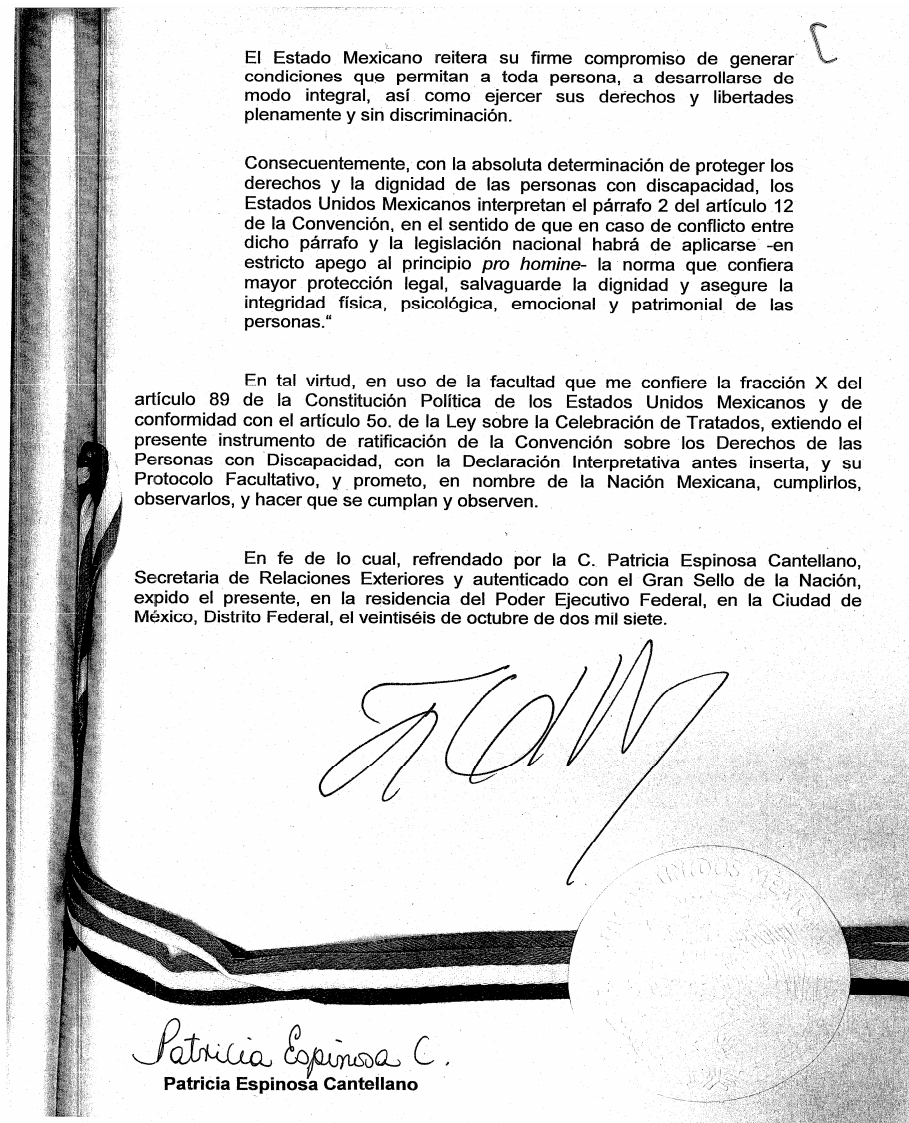 El Estado Mexicano reitera su firme compromiso de generar
condiciones que permitan a toda persona, a desarrollarse de
modo integral, así como ejercer sus derechos y libertades
plenamente y sin discriminación.
Consecuentemente, con la absoluta determinación de proteger los
derechos y la dignidad de las personas con discapacidad, los
Estados Unidos Mexicanos interpretan el párrafo 2 del artículo 12
de la Convención, en el sentido de que en caso de conflicto entre
dicho párrafo y la legislación nacional habrá de aplicarse -en
estricto apego al principio pro homine- la norma que confiera
mayor protección legal, salvaguarde la dignidad y asegure la
integridad física, psicológica, emocional y patrimonial de las
personas.“
En tal virtud, en uso de la facultad que me confiere la fracción X del
artículo 89 de la Constitución Política de los Estados Unidos Mexicanos y de
conformidad con el artículo 5o. de la Ley sobre la Celebración de Tratados, extiendo el
presente instrumento de ratificación de la Convención sobre los Derechos de las
Personas con Discapacidad, con la Declaración Interpretativa antes inserta, y su
Protocolo Facultativo, y prometo, en nombre de la Nación Mexicana, cumplirlos,
observarlos, y hacer que se cumplan y observen.
En fe de lo cual, refrendado por la C. Patricia Espinosa Cantellano,
Secretaria de Relaciones Exteriores y autenticado con el Gran Sello de la Nación,
expido el presente, en la residencia del Poder Ejecutivo Federal, en la Ciudad de
México, Distrito Federal, el veintiséis de octubre de dos mil siete.
UNIDOS MEXICANOS
Patricia Espinosa C.
Patricia Espinosa Cantellano